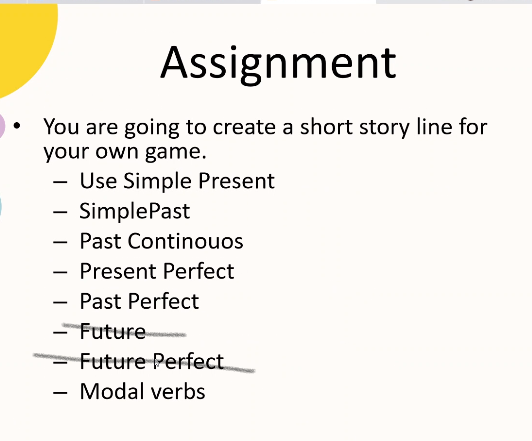 Assignment
• You are going to create a short story line for
your own game.
– Use Simple Present
– SimplePast
– Past Continouos
– Present Perfect
– Past Perfect
– Future
– Future Perfect
– Modal verbs